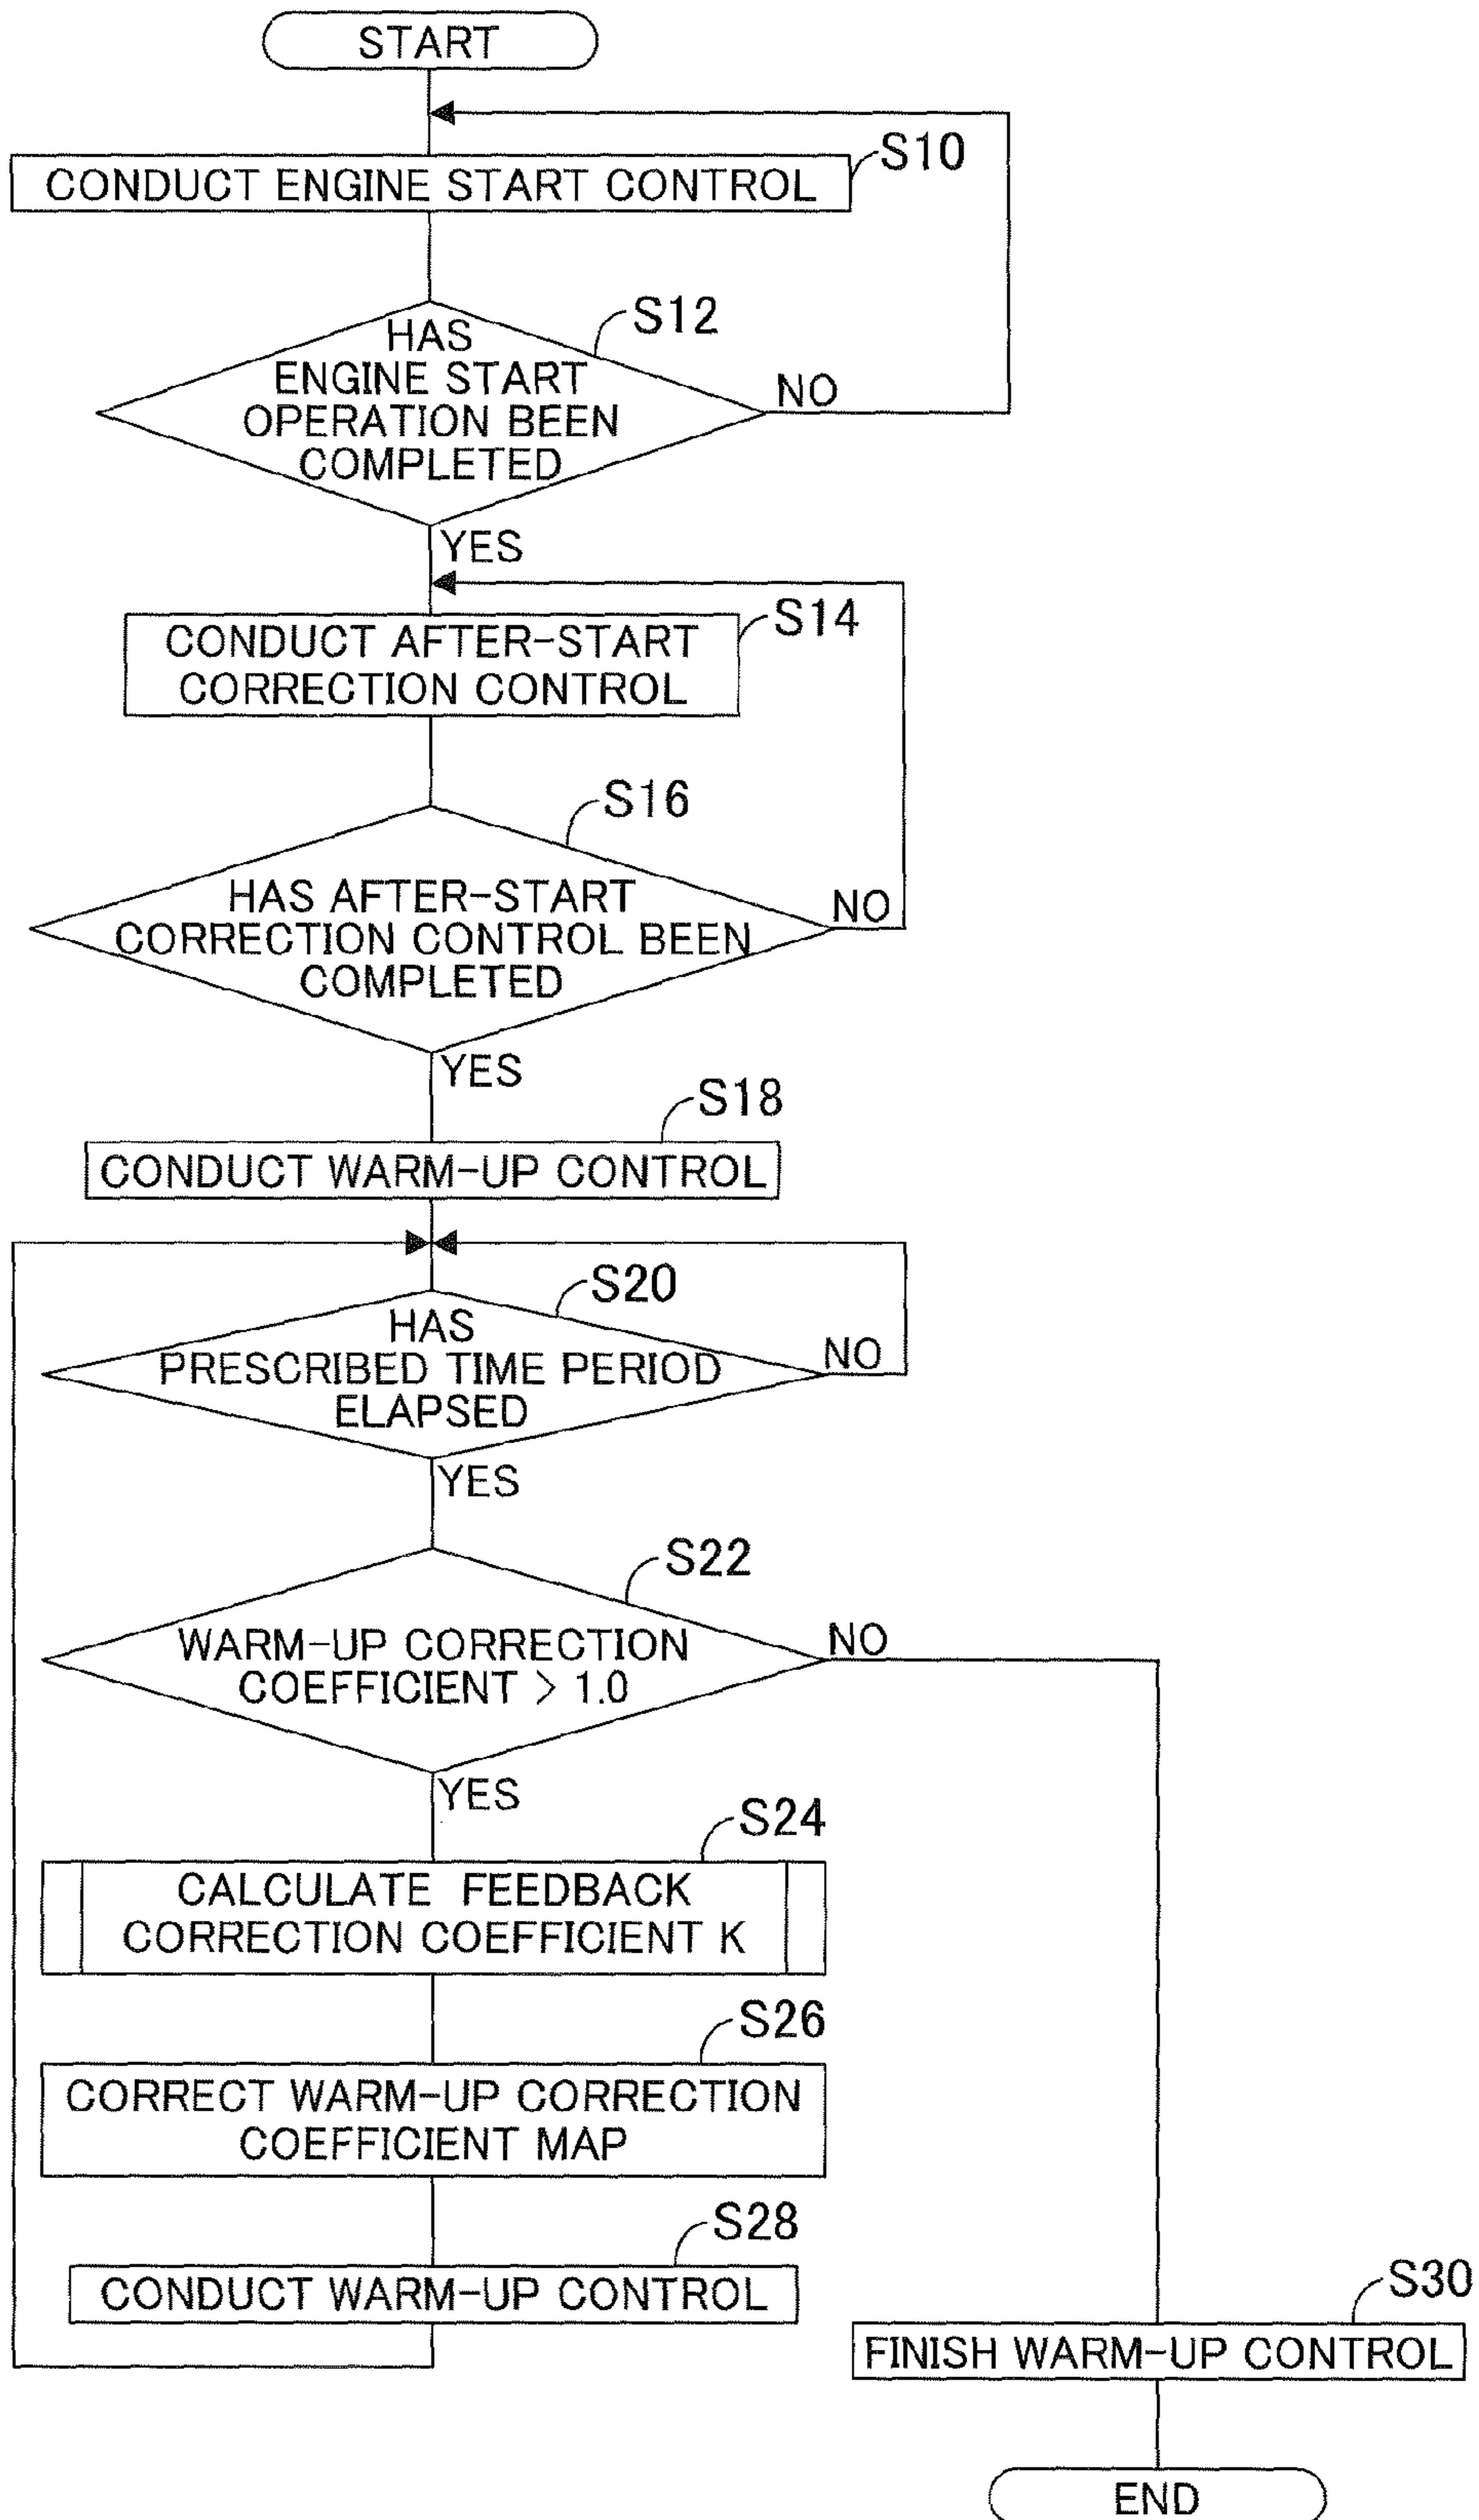 START
S10
CONDUCT ENGINE START CONTROL
S12
HAS
ENGINE START
OPERATION BEEN
COMPLETED
NO
YES
S14
CONDUCT AFTER-START
CORRECTION CONTROL
S16
HAS AFTER-START
CORRECTION CONTROL BEEN
COMPLETED
NO
YES
S18
CONDUCT WARM-UP CONTROL
S20
HAS
PRESCRIBED TIME PERIOD
ELAPSED
NO
YES
S22
WARM-UP CORRECTION
COEFFICIENT > 1.0
NO
YES
S24
CALCULATE FEEDBACK
CORRECTION COEFFICIENT K
S26
CORRECT WARM-UP CORRECTION
COEFFICIENT MAP
S28
CONDUCT WARM-UP CONTROL
S30
FINISH WARM-UP CONTROL
END